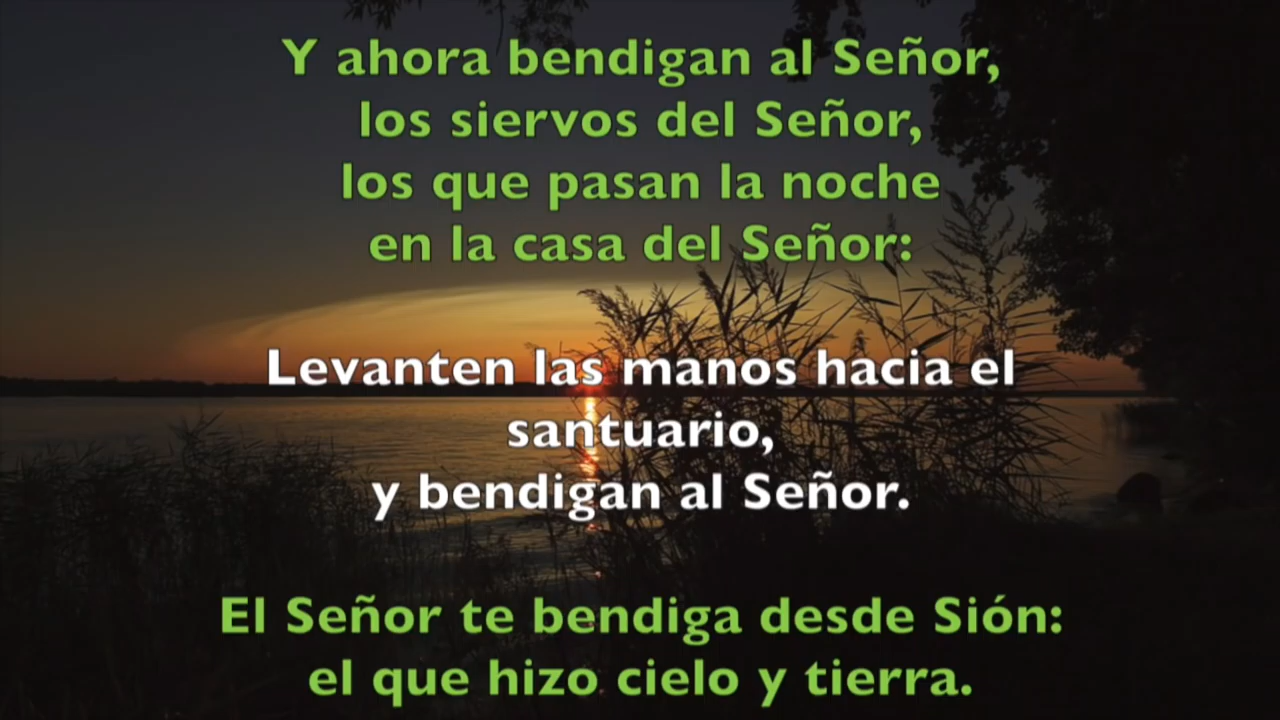 Y ahora bendigan al Señor,
los siervos del Señor,
los que pasan la noche
en la casa del Señor:
Levanten las manos hacia el
santuario,
y bendigan al Señor.
El Señor te bendiga desde Sión:
el que hizo cielo y tierra.